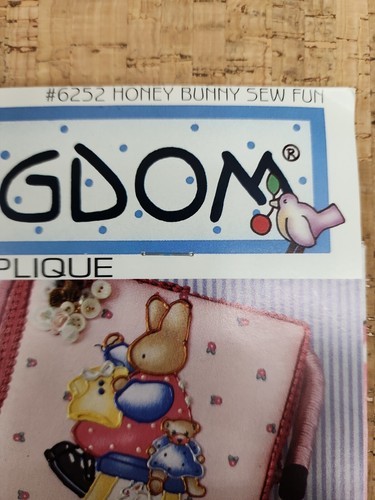 #6252 HONEY BUNNY SEW FUN
GDOM®
PLIQUE